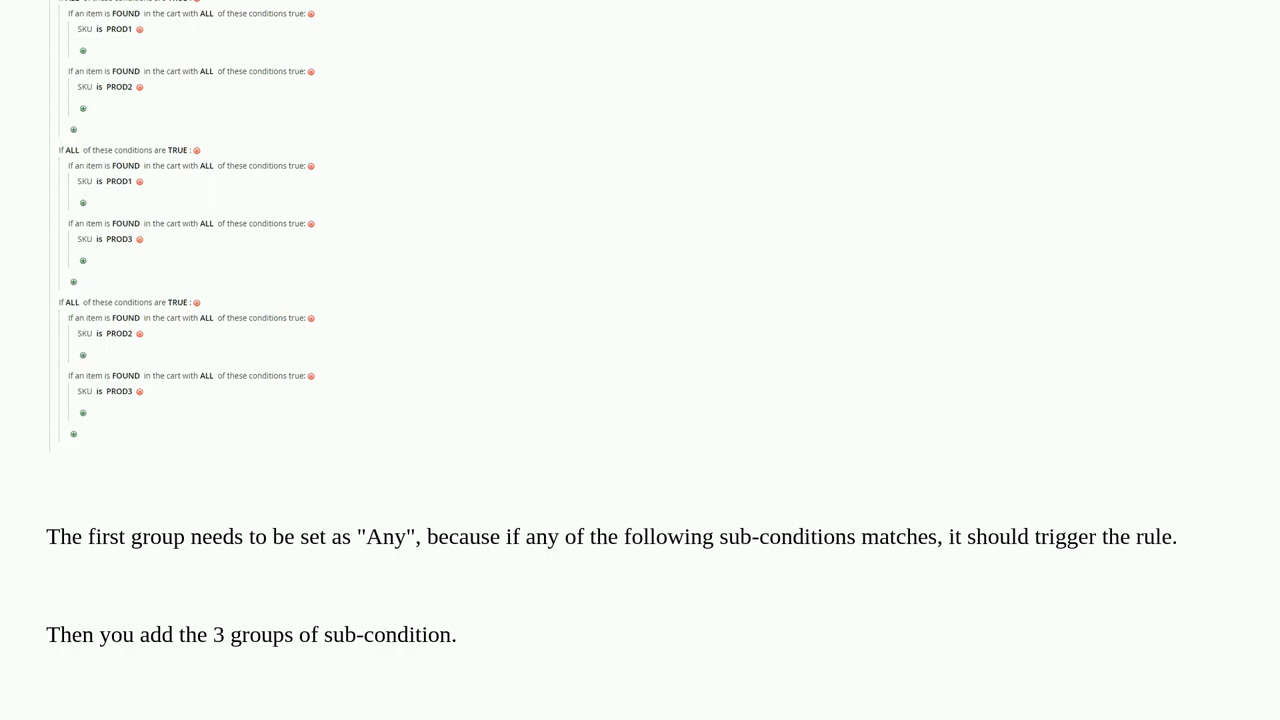 If ALL of these conditions are TRUE :
If an item is FOUND in the cart with ALL of these conditions true:
SKU is PROD1
If an item is FOUND in the cart with ALL of these conditions true:
SKU is PROD2
If ALL of these conditions are TRUE :
If an item is FOUND in the cart with ALL of these conditions true:
SKU is PROD1
If an item is FOUND in the cart with ALL of these conditions true:
SKU is PROD3
If ALL of these conditions are TRUE :
If an item is FOUND in the cart with ALL of these conditions true:
SKU is PROD2
If an item is FOUND in the cart with ALL of these conditions true:
SKU is PROD3
The first group needs to be set as "Any", because if any of the following sub-conditions matches, it should trigger the rule.
Then you add the 3 groups of sub-condition.